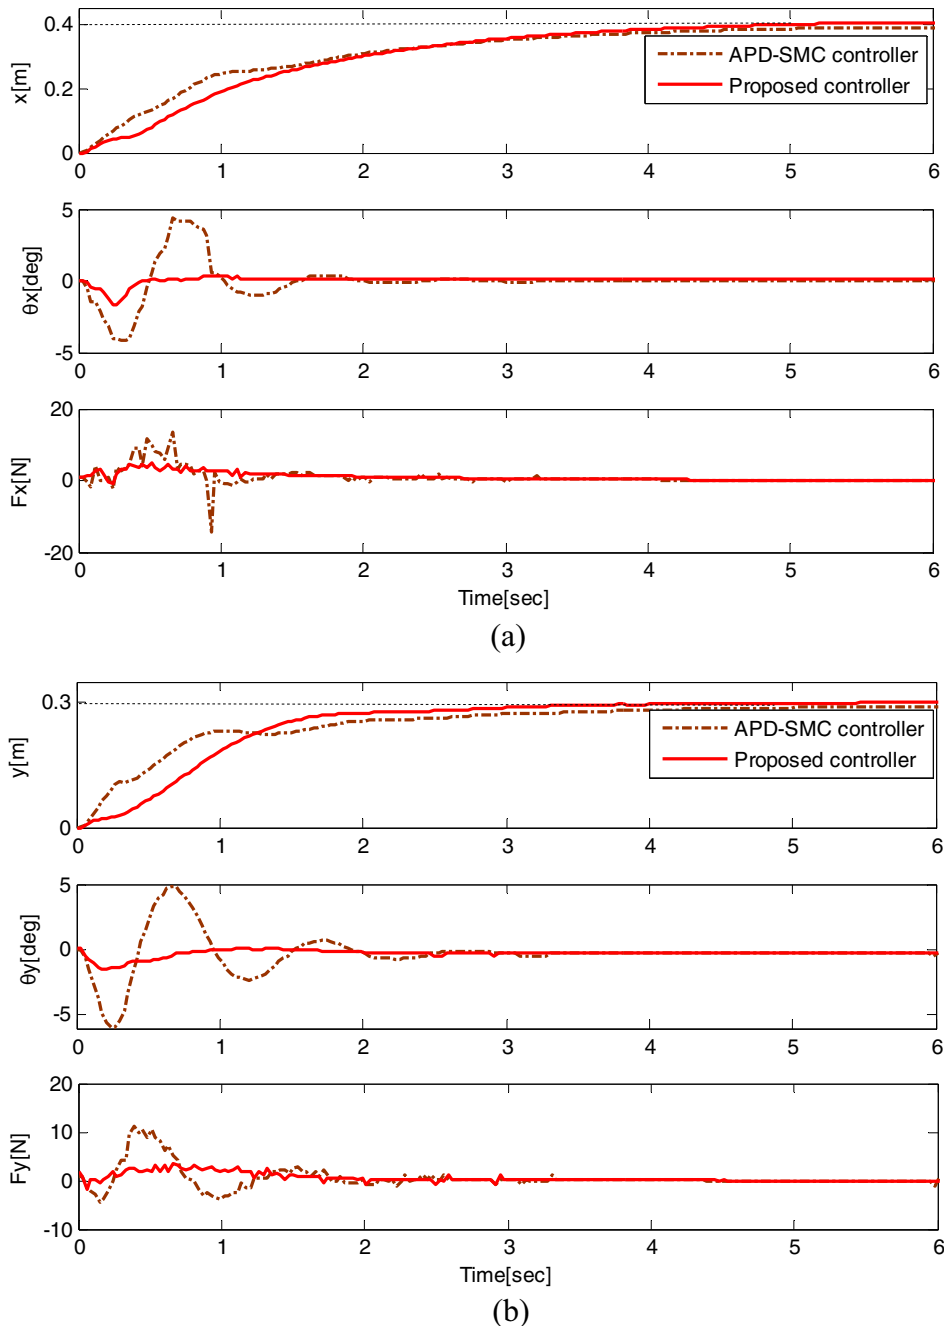 0.4
0.2
0
x[m]
APD-SMC controller
Proposed controller
0 1 2 3 4 5 6
5
0
-5
θx[deg]
0 1 2 3 4 5 6
20
0
-20
Fx[N]
0 1 2 3 4 5 6
Time[sec]
(a)
0.3
0
y[m]
APD-SMC controller
Proposed controller
0 1 2 3 4 5 6
5
0
-5
θy[deg]
0 1 2 3 4 5 6
20
10
0
-10
Fy[N]
0 1 2 3 4 5 6
Time[sec]
(b)